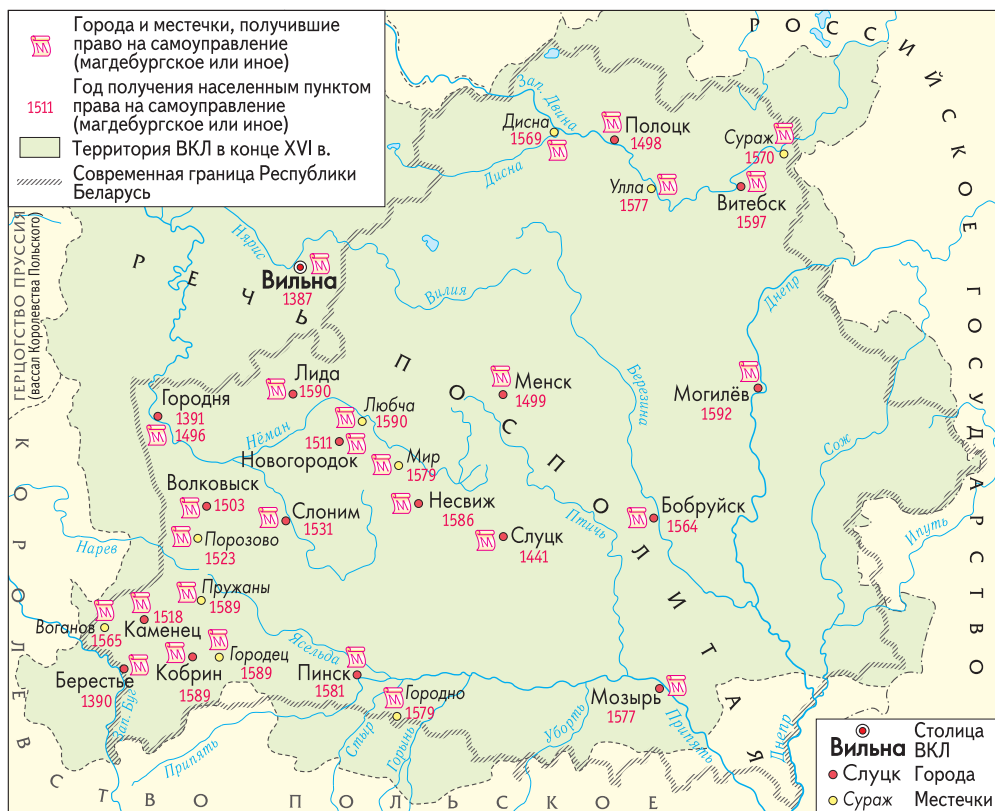 Города и местечки, получившие
право на самоуправление
(магдебургское или иное)
1511
Год получения населенным пунктом
права на самоуправление
(магдебургское или иное)
Территория ВКЛ в конце XVI в.
Современная граница Республики
Беларусь
РОССИЙСКОЕ ГОСУДАРСТВО
ГЕРЦОГСТВО ПРУССИЯ
(вассал Королевства Польского)
КОРОЛЕВСТВО ПОЛЬСКОЕ
РЕЧЬ ПОСПОЛИТАЯ
Зап. Двина
Дисна
1569
Дисна
М
Полоцк
1498
М
Сураж
1570
М
Улла
1577
М
Витебск
1597
М
Нярис
Вильна
1387
М
Вилия
Днепр
Березина
Сож
Лида
1590
М
Менск
1499
М
Могилёв
1592
М
Городня
1391
1496
М
Любча
1590
М
Нёман
1511
Новогородок
М
Мир
1579
М
Волковыск
1503
М
Слоним
1531
М
Несвиж
1586
М
Слуцк
1441
М
Бобруйск
1564
М
Птичь
Ипуть
Нарев
Порозово
1523
М
Пружаны
1589
М
Воганов
1565
М
1518
Каменец
М
Берестье
1390
М
Кобрин
1589
М
Городец
1589
М
Ясельда
Пинск
1581
М
Городно
1579
М
Мозырь
1577
М
Зап. Буг
Припять
Стыр
Горынь
Уборть
Припять
Днепр
Вильна
Столица
ВКЛ
Слуцк
Города
Сураж
Местечки